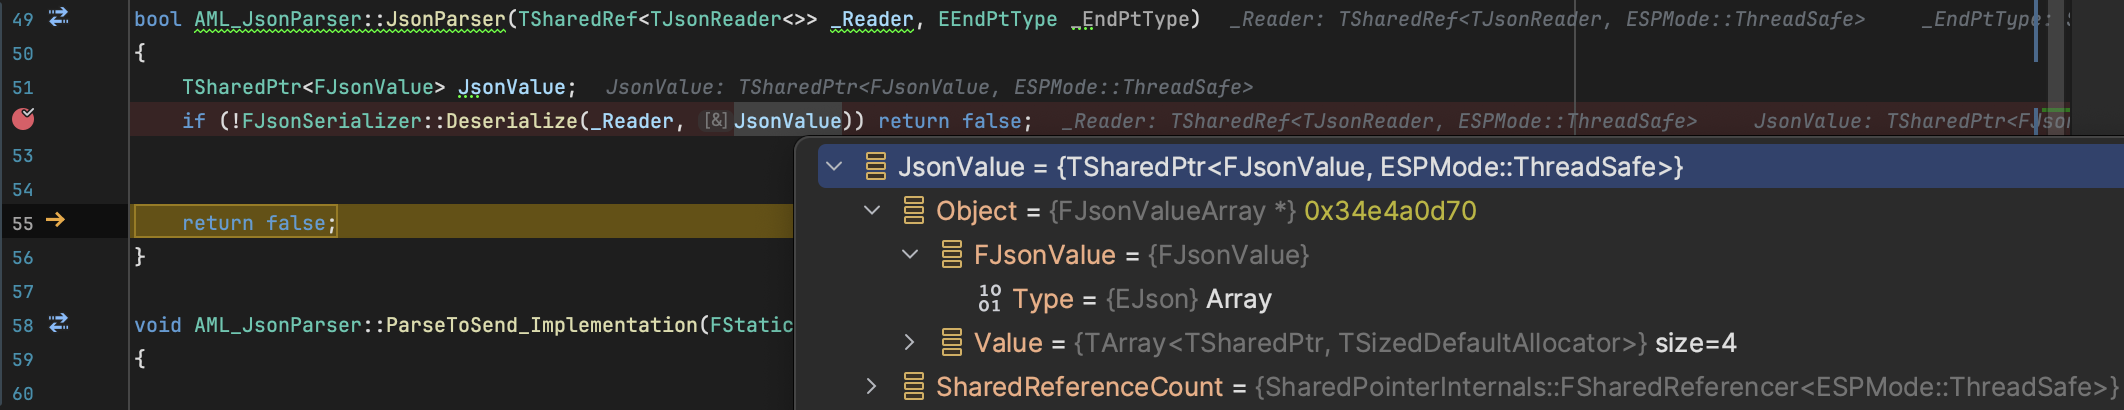 49 bool AML_JsonParser::JsonParser(TSharedRef<TJsonReader<>> _Reader, EEndPtType _EndPtType) _Reader: TSharedRef<TJsonReader, ESPMode::ThreadSafe> _EndPtType:
50 {
51 TSharedPtr<FJsonValue> JsonValue; JsonValue: TSharedPtr<FJsonValue, ESPMode::ThreadSafe>
if (!FJsonSerializer::Deserialize(_Reader, [&]JsonValue)) return false; _Reader: TSharedRef<TJsonReader, ESPMode::ThreadSafe> JsonValue: TSharedPtr<FJson
53
JsonValue = {TSharedPtr<FJsonValue, ESPMode::ThreadSafe>}
54
Object = {FJsonValueArray *} 0x34e4a0d70
55 return false;
FJsonValue = {FJsonValue}
56 }
57
10 01 Type = {EJson} Array
58 void AML_JsonParser::ParseToSend_Implementation(FStatic
Value = {TArray<TSharedPtr, TSizedDefaultAllocator>} size=4
59 {
SharedReferenceCount = {SharedPointerInternals::FSharedReferencer<ESPMode::ThreadSafe>}
60